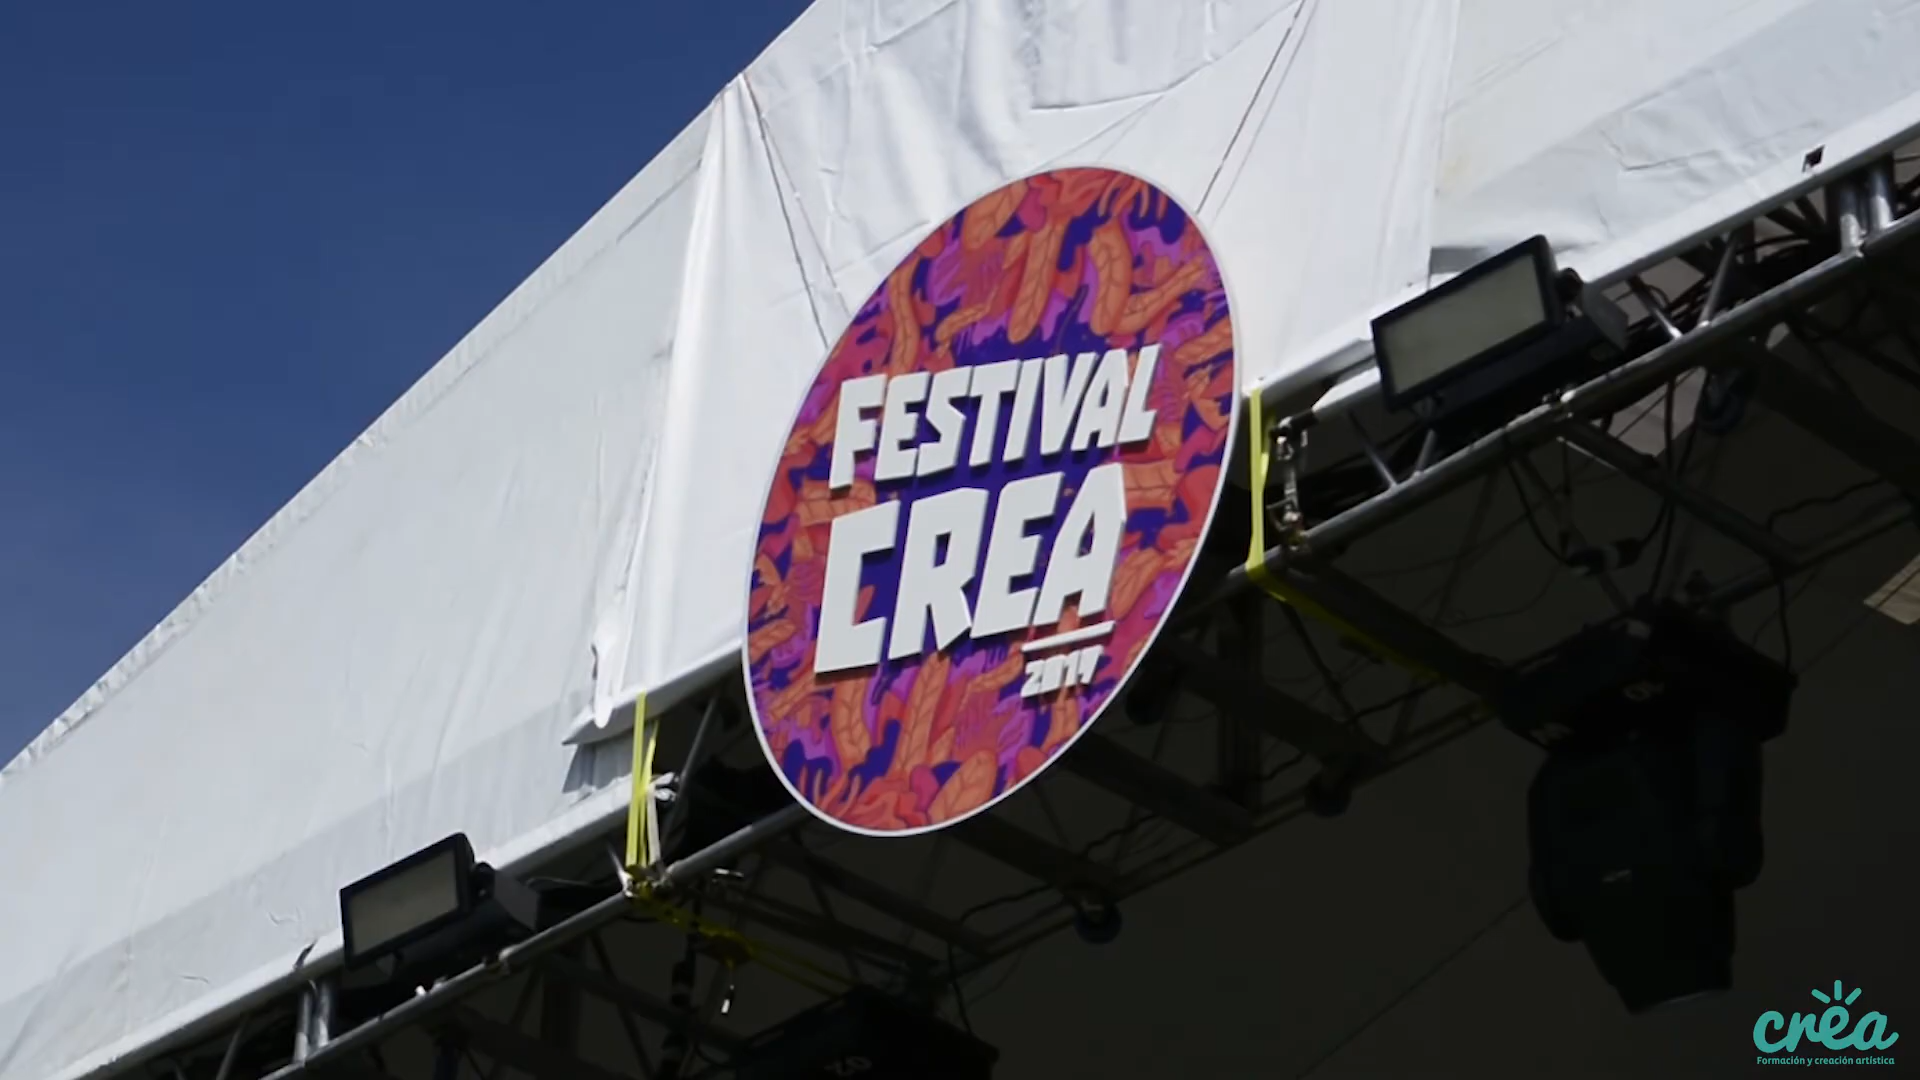 FESTIVAL
CREA
2019
crea
Formación y creación artística